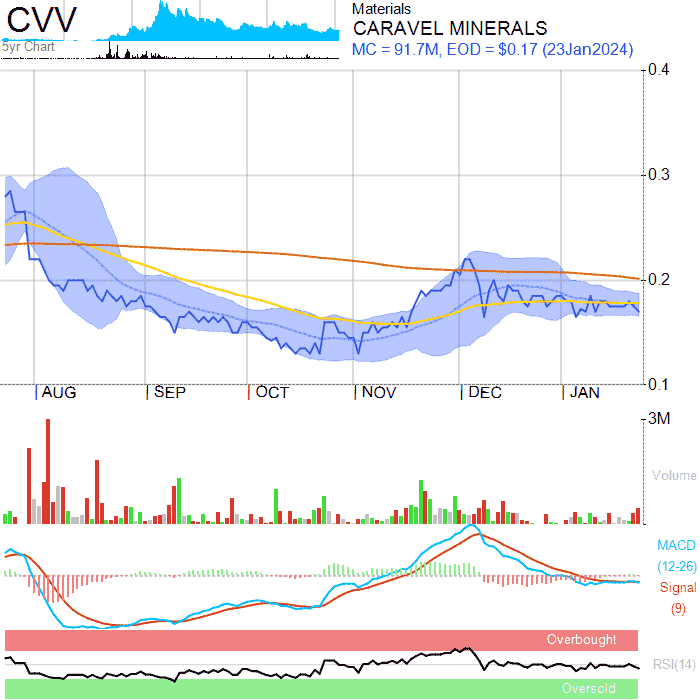 CVV
5yr Chart
Materials
CARAVEL MINERALS
MC = 91.7M, EOD = $0.17 (23Jan2024)
0.4
0.3
0.2
0.1
AUG SEP OCT NOV DEC JAN
3M
Volume
MACD
(12-26)
Signal
(9)
Overbought
RSI(14)
Oversold